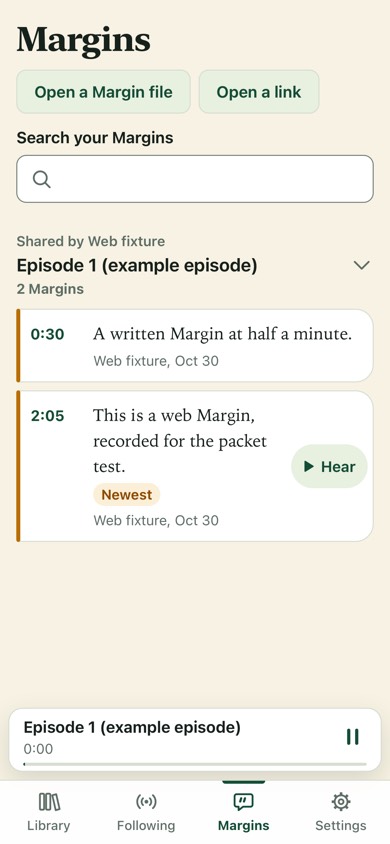 Margins
Open a Margin file
Open a link
Search your Margins
Shared by Web fixture
Episode 1 (example episode)
2 Margins
0:30
A written Margin at half a minute.
Web fixture, Oct 30
2:05
This is a web Margin,
recorded for the packet
test.
Hear
Newest
Web fixture, Oct 30
Episode 1 (example episode)
0:00
Library
Following
Margins
Settings